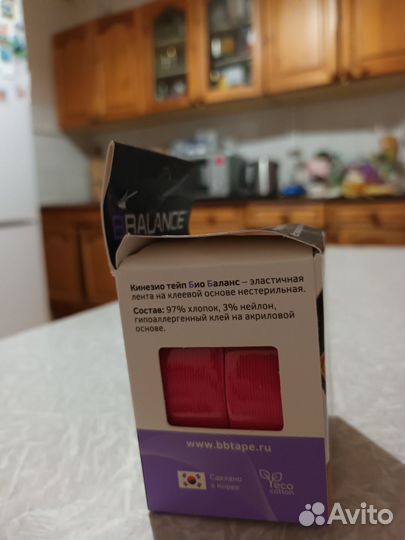 BBALANCE
Кинезио тейп Био Баланс – эластичная
лента на клеевой основе нестерильная.
Состав: 97% хлопок, 3% нейлон,
гипоаллергенный клей на акриловой
основе.
www.bbtape.ru
Сделано
в Корее
eco
cotton
Avito